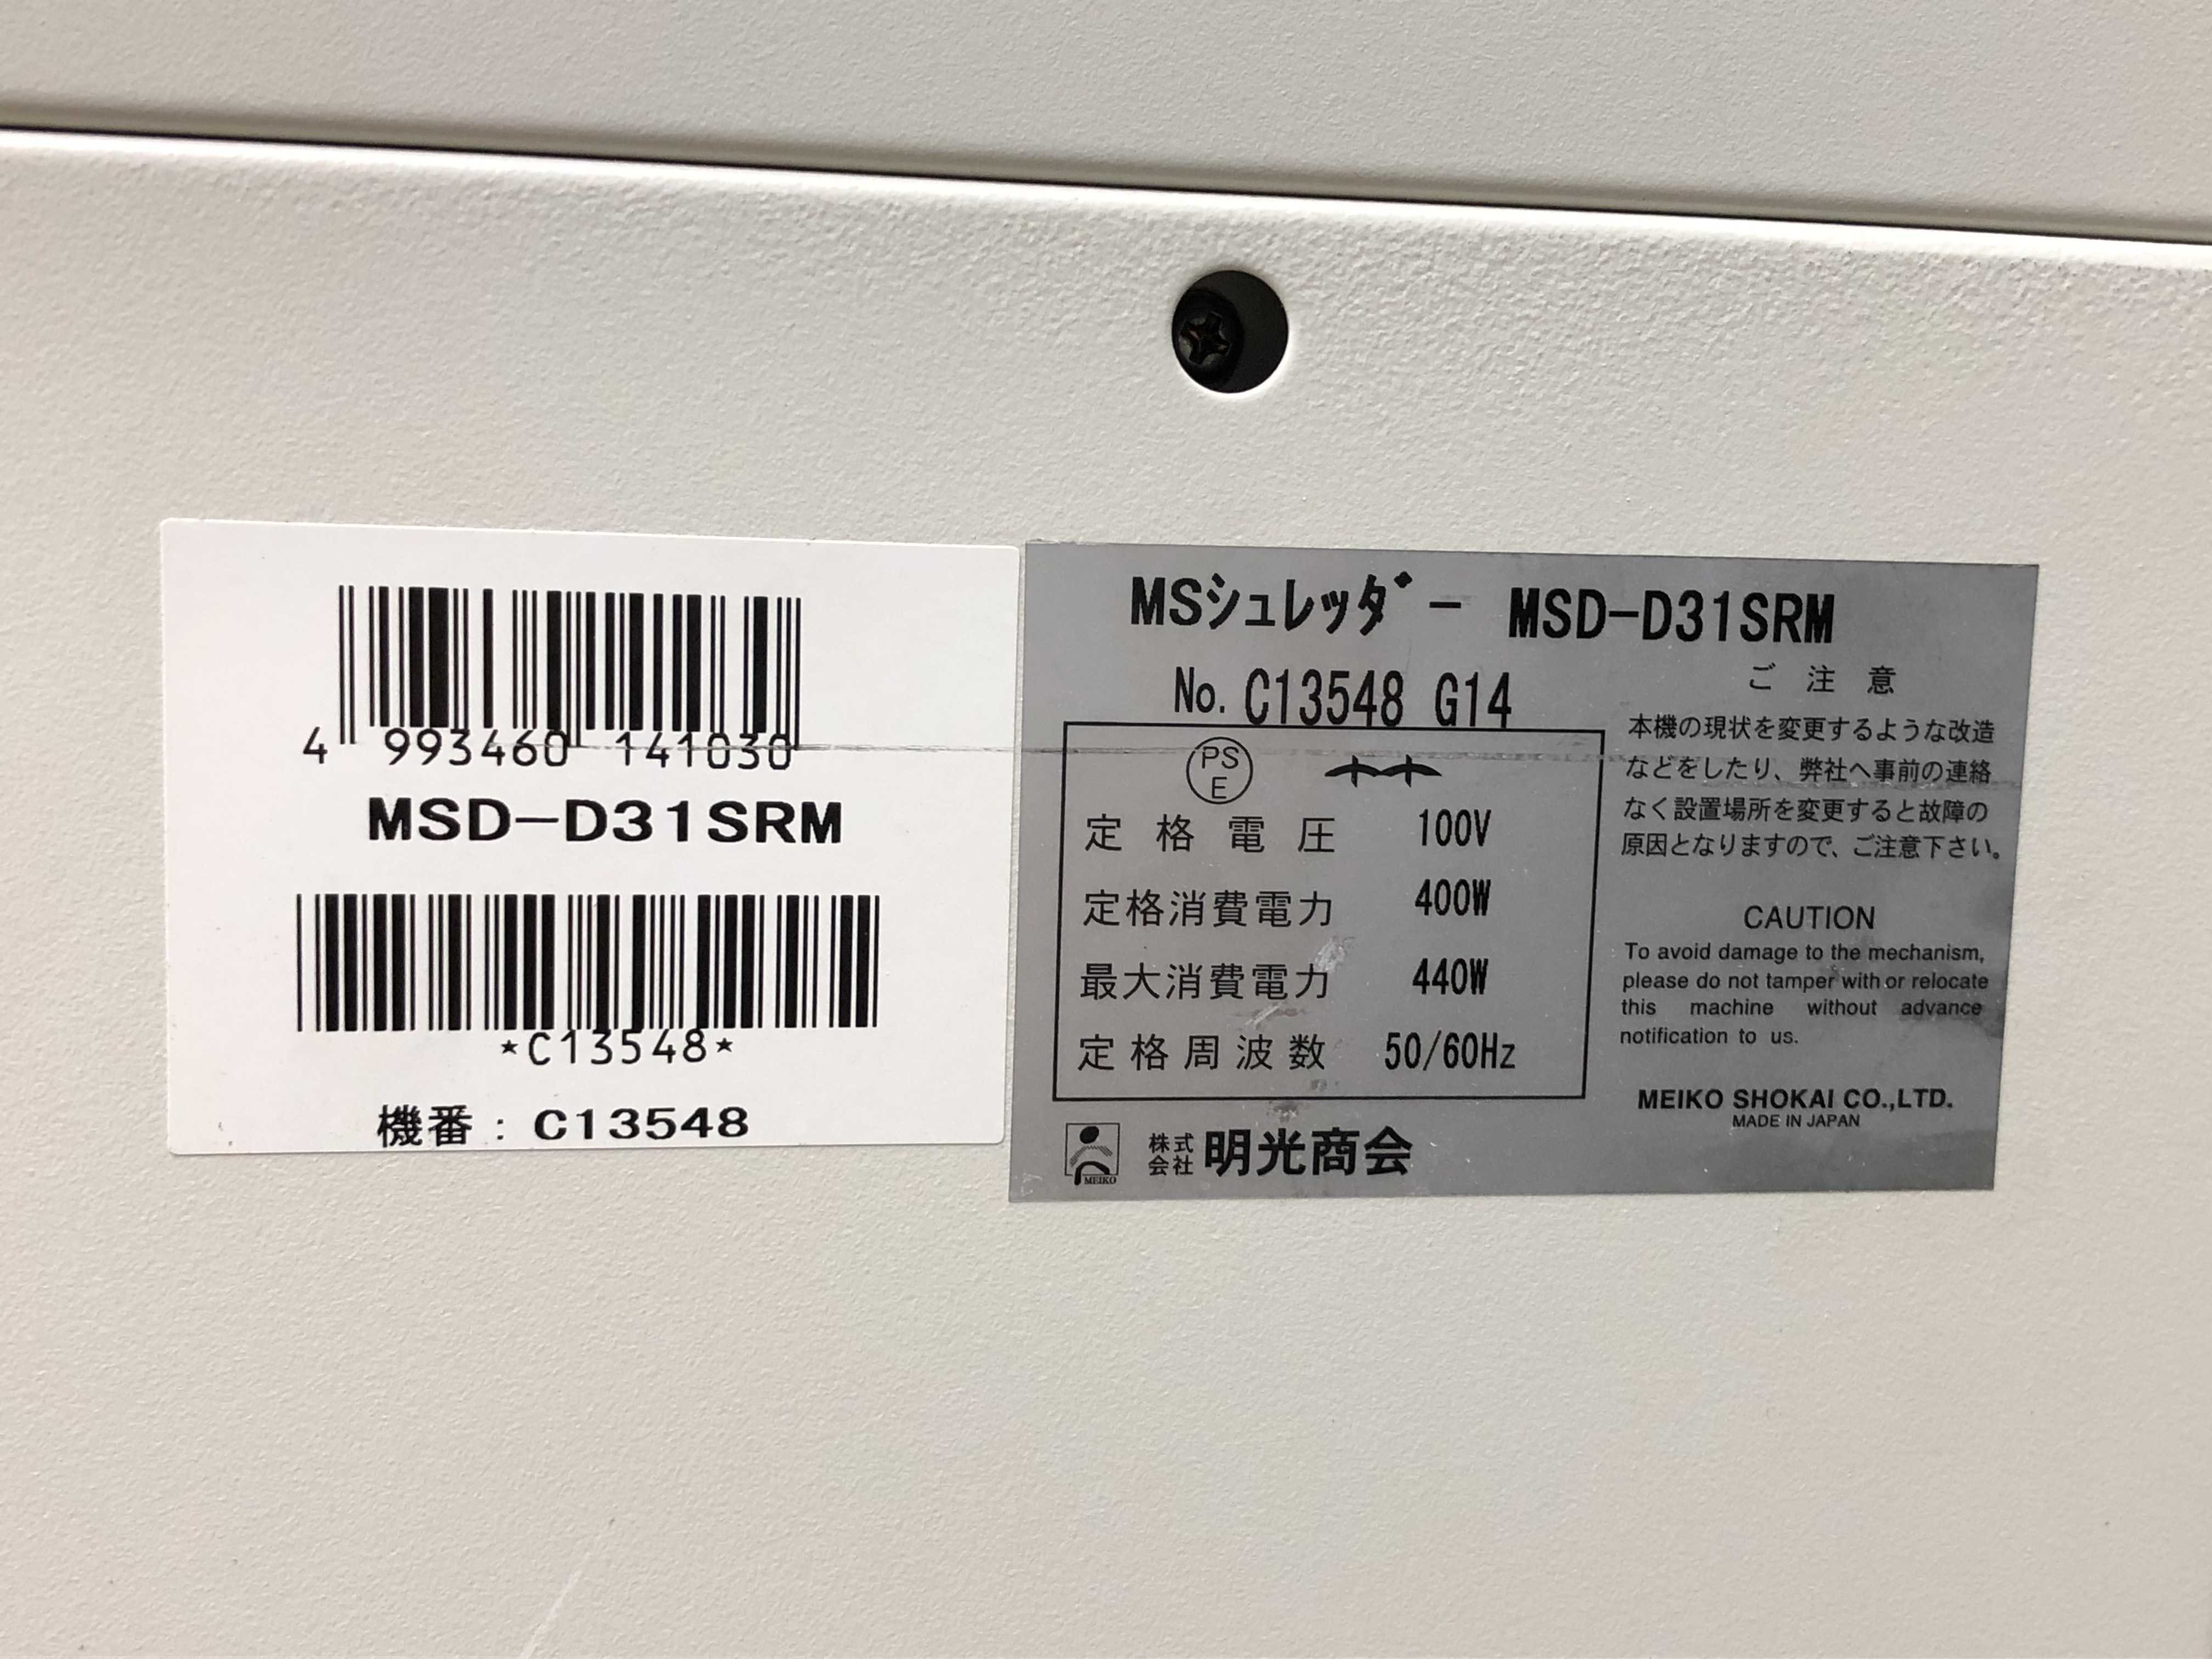 4 993460 141030
MSD-D31SRM
*C13548*
機番：C13548
MSシュレッダー MSD-D31SRM
No. C13548 G14
PS
E
定格電圧 100V
定格消費電力 400W
最大消費電力 440W
定格周波数 50/60Hz
MEIKO
株式会社 明光商会
ご注意
本機の現状を変更するような改造
などをしたり、弊社へ事前の連絡
なく設置場所を変更すると故障の
原因となりますので、ご注意下さい。
CAUTION
To avoid damage to the mechanism,
please do not tamper with or relocate
this machine without advance
notification to us.
MEIKO SHOKAI CO.,LTD.
MADE IN JAPAN